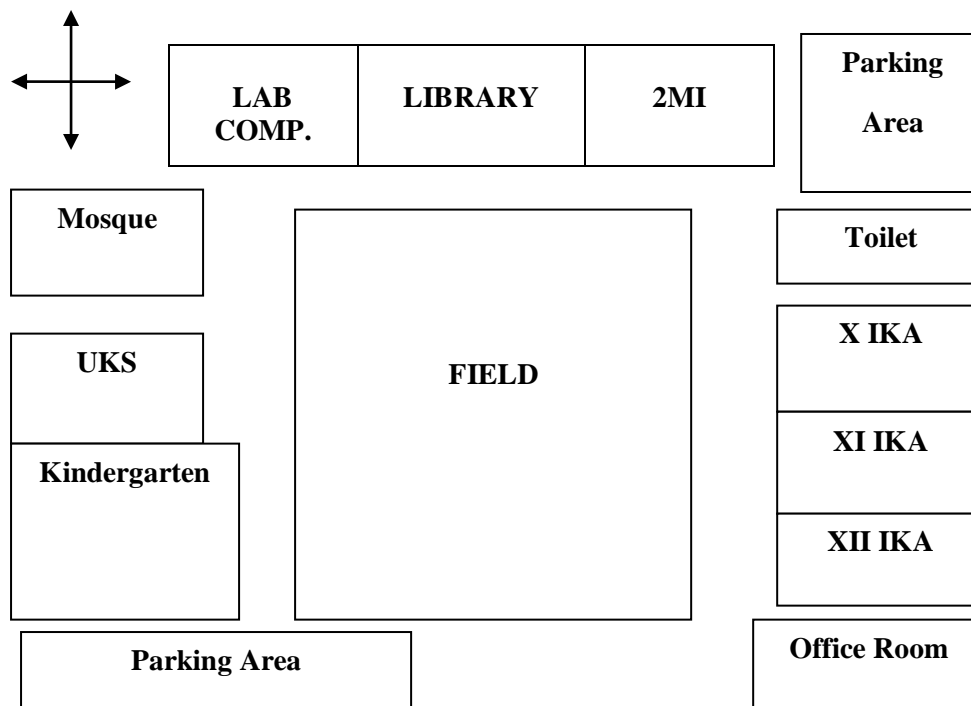 LAB
COMP.
LIBRARY
2MI
Parking
Area
Mosque
Toilet
UKS
FIELD
X IKA
XI IKA
Kindergarten
XII IKA
Parking Area
Office Room